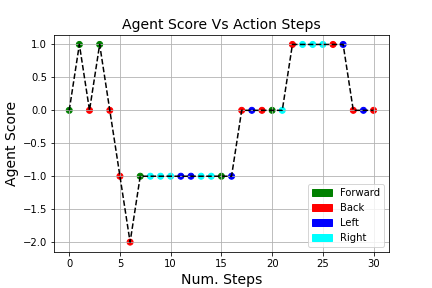 Agent Score Vs Action Steps
Agent Score
1.0
0.5
0.0
−0.5
−1.0
−1.5
−2.0
Forward
Back
Left
Right
0 5 10 15 20 25 30
Num. Steps